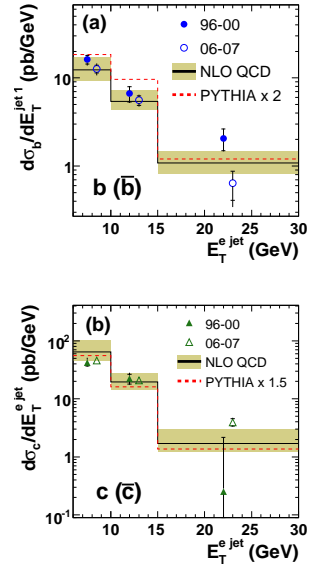 (a)
96-00
06-07
NLO QCD
PYTHIA x 2
dσ_b/dE_T^{jet 1} (pb/GeV)
10
1
b (b̅)
5 10 15 20 25 30
E_T^{e jet} (GeV)
(b)
96-00
06-07
NLO QCD
PYTHIA x 1.5
dσ_c/dE_T^{e jet} (pb/GeV)
10^2
10
1
10^{-1}
c (c̅)
5 10 15 20 25 30
E_T^{e jet} (GeV)